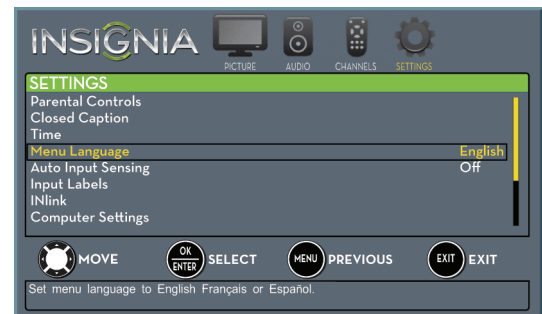 INSIGNIA
PICTURE AUDIO CHANNELS SETTINGS
SETTINGS
Parental Controls
Closed Caption
Time
Menu Language English
Auto Input Sensing Off
Input Labels
INlink
Computer Settings
MOVE OK ENTER SELECT MENU PREVIOUS EXIT EXIT
Set menu language to English Français or Español.